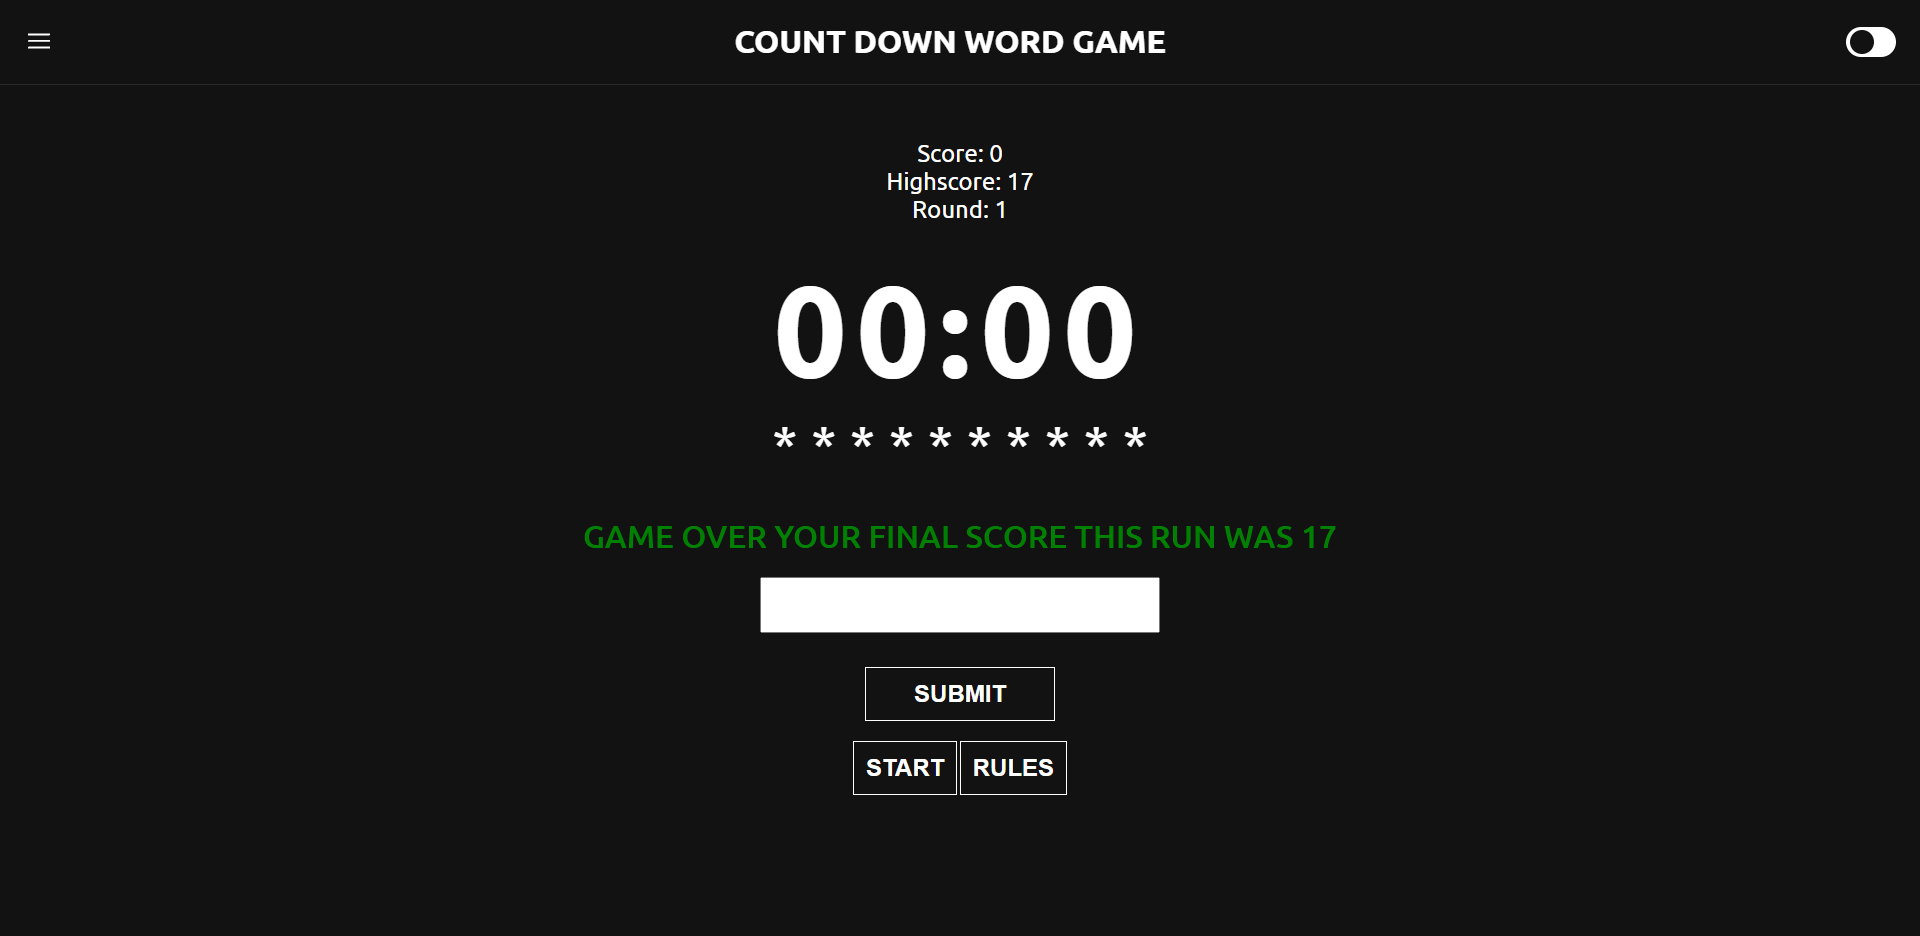 COUNT DOWN WORD GAME
Score: 0
Highscore: 17
Round: 1
00:00
* * * * * * * * * *
GAME OVER YOUR FINAL SCORE THIS RUN WAS 17
SUBMIT
START RULES